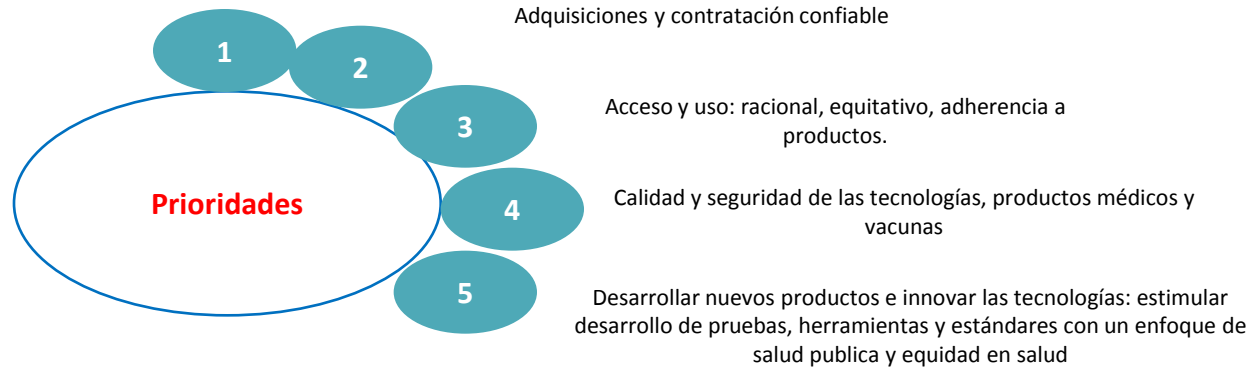 Adquisiciones y contratación confiable
1
2
3
Acceso y uso: racional, equitativo, adherencia a
productos.
Prioridades
4
Calidad y seguridad de las tecnologías, productos médicos y
vacunas
5
Desarrollar nuevos productos e innovar las tecnologías: estimular
desarrollo de pruebas, herramientas y estándares con un enfoque de
salud publica y equidad en salud